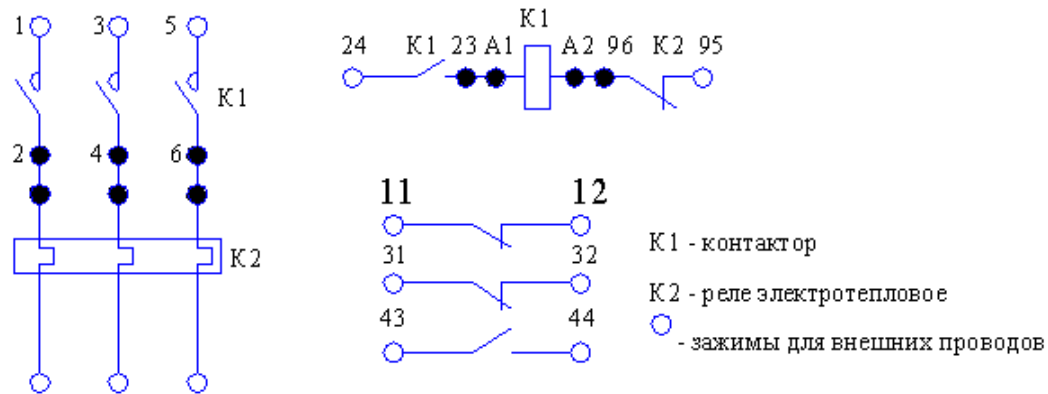 1 3 5
K1
2 4 6
K2
K1
24 K1 23 A1 A2 96 K2 95
11 12
31 32
43 44
K1 - контактор
K2 - реле электротепловое
- зажимы для внешних проводов